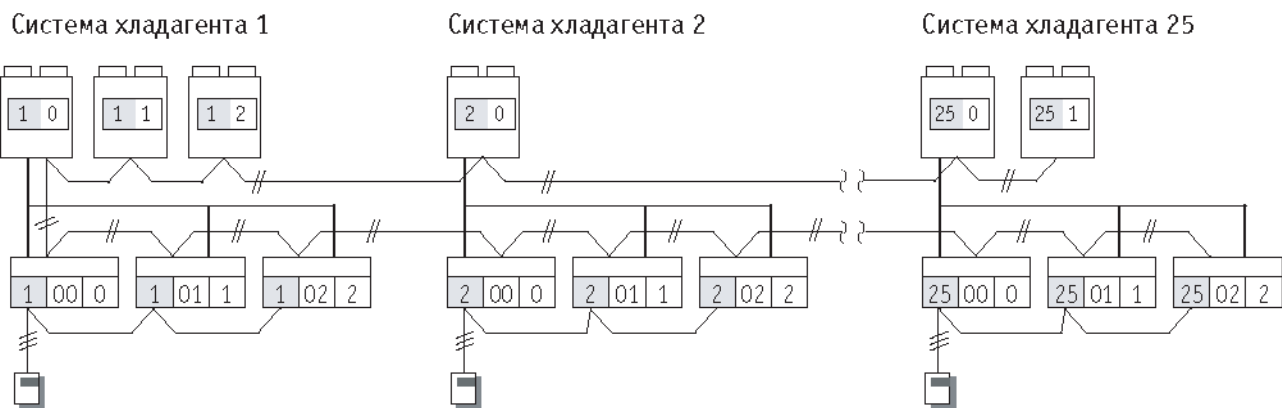 Система хладагента 1 Система хладагента 2 Система хладагента 25
1 0 1 1 1 2 2 0 25 0 25 1
1 00 0 1 01 1 1 02 2 2 00 0 2 01 1 2 02 2 25 00 0 25 01 1 25 02 2